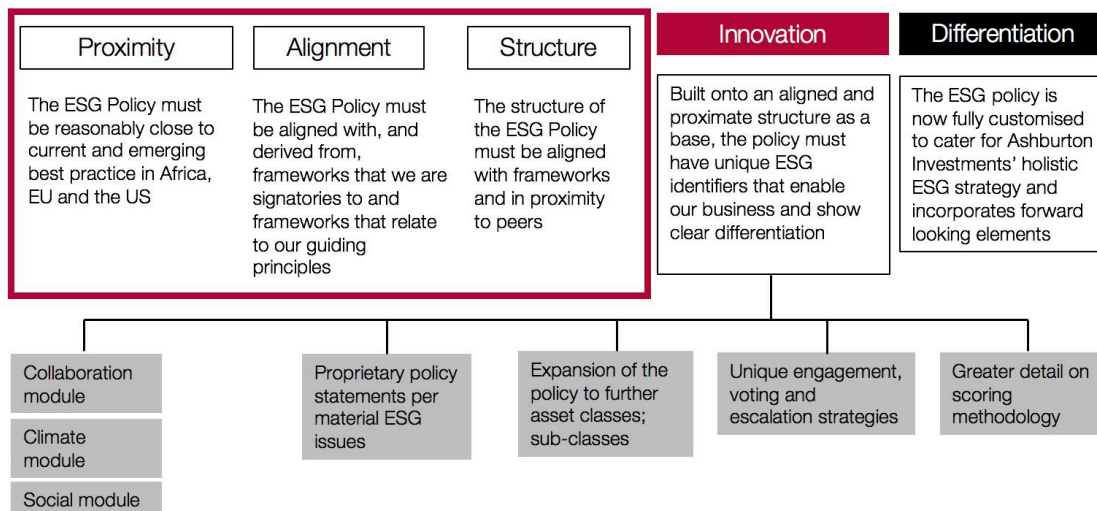 Proximity
The ESG Policy must
be reasonably close to
current and emerging
best practice in Africa,
EU and the US
Alignment
The ESG Policy must
be aligned with, and
derived from,
frameworks that we are
signatories to and
frameworks that relate
to our guiding
principles
Structure
The structure of
the ESG Policy
must be aligned
with frameworks
and in proximity
to peers
Innovation
Built onto an aligned and
proximate structure as a
base, the policy must
have unique ESG
identifiers that enable
our business and show
clear differentiation
Differentiation
The ESG policy is
now fully customised
to cater for Ashburton
Investments’ holistic
ESG strategy and
incorporates forward
looking elements
Collaboration
module
Climate
module
Social module
Proprietary policy
statements per
material ESG
issues
Expansion of the
policy to further
asset classes;
sub-classes
Unique engagement,
voting and
escalation strategies
Greater detail on
scoring
methodology